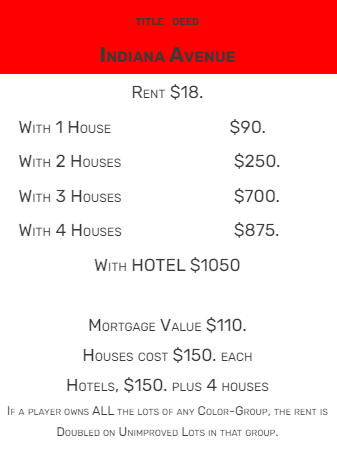 TITLE DEED
INDIANA AVENUE
RENT $18.
WITH 1 HOUSE $90.
WITH 2 HOUSES $250.
WITH 3 HOUSES $700.
WITH 4 HOUSES $875.
WITH HOTEL $1050
MORTGAGE VALUE $110.
HOUSES COST $150. EACH
HOTELS, $150. PLUS 4 HOUSES
IF A PLAYER OWNS ALL THE LOTS OF ANY COLOR-GROUP, THE RENT IS
DOUBLED ON UNIMPROVED LOTS IN THAT GROUP.